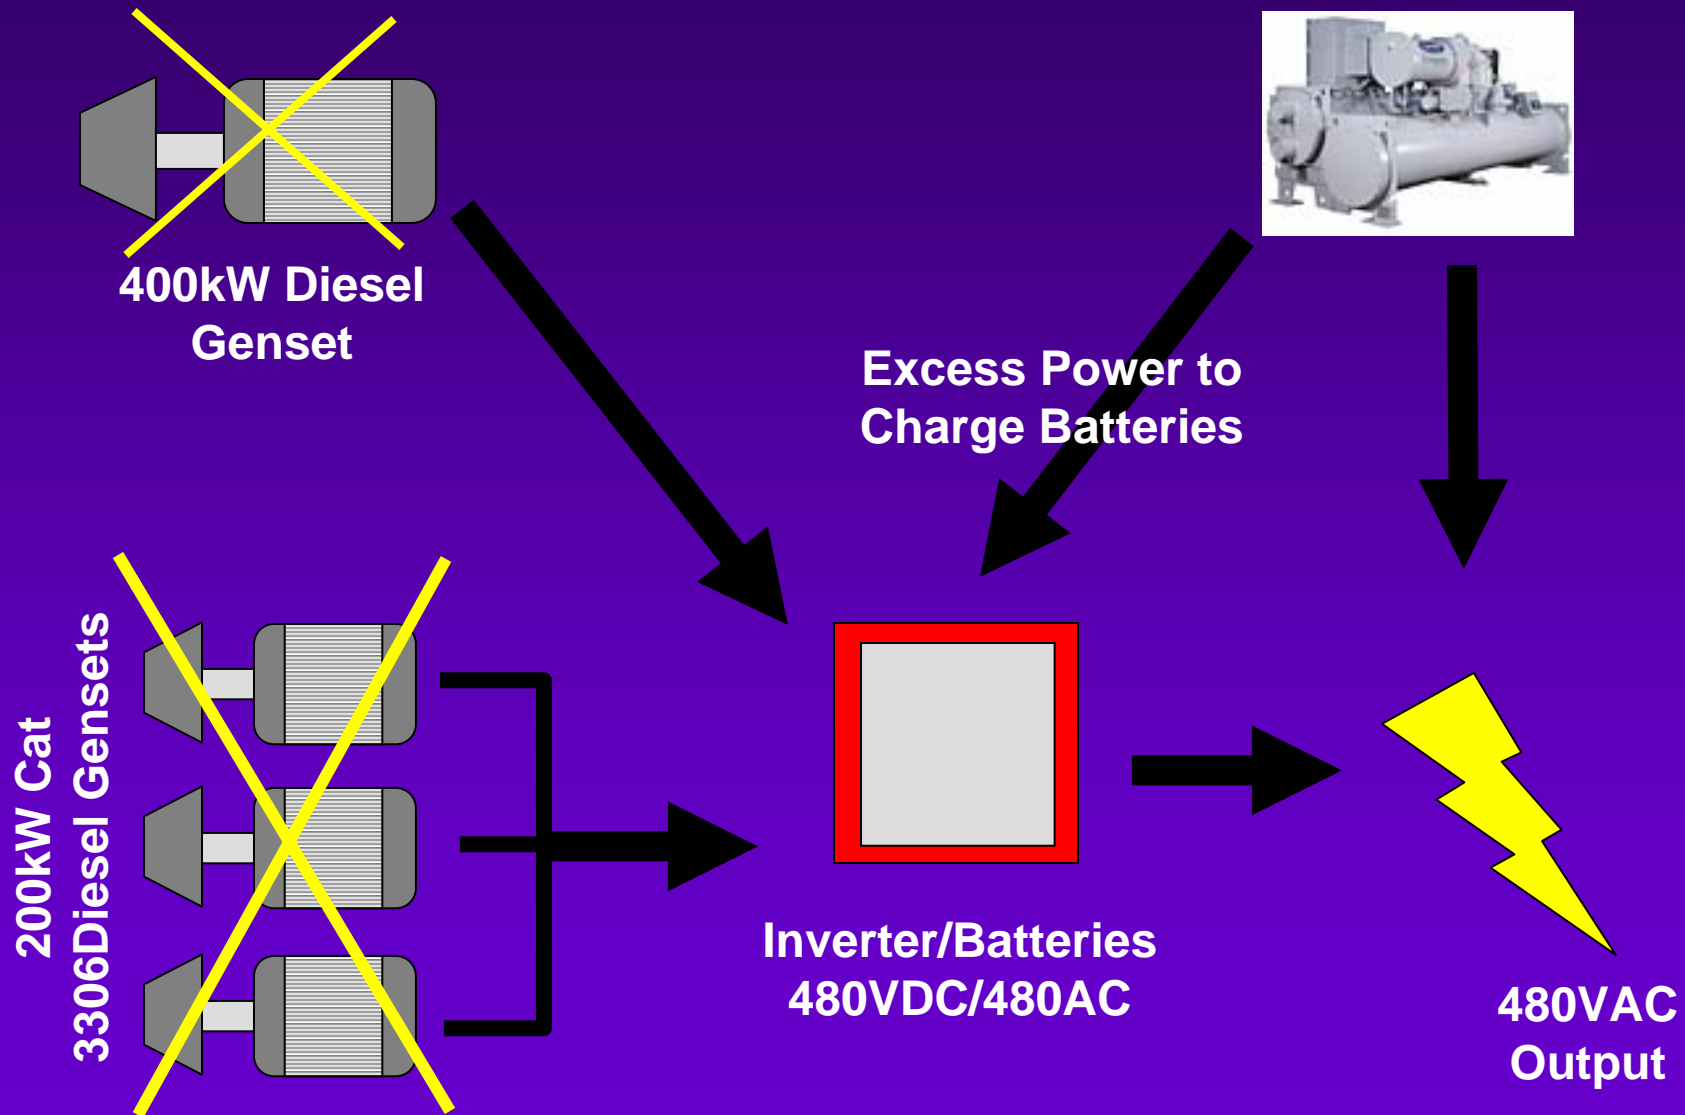 400kW Diesel
Genset
Excess Power to
Charge Batteries
200kW Cat
3306Diesel Gensets
Inverter/Batteries
480VDC/480AC
480VAC
Output